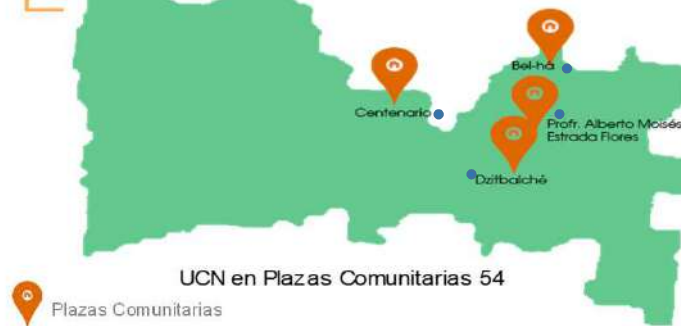 Bel-há
Centenario
Profr. Alberto Moisés
Estrada Flores
Dzitbalché
UCN en Plazas Comunitarias 54
Plazas Comunitarias